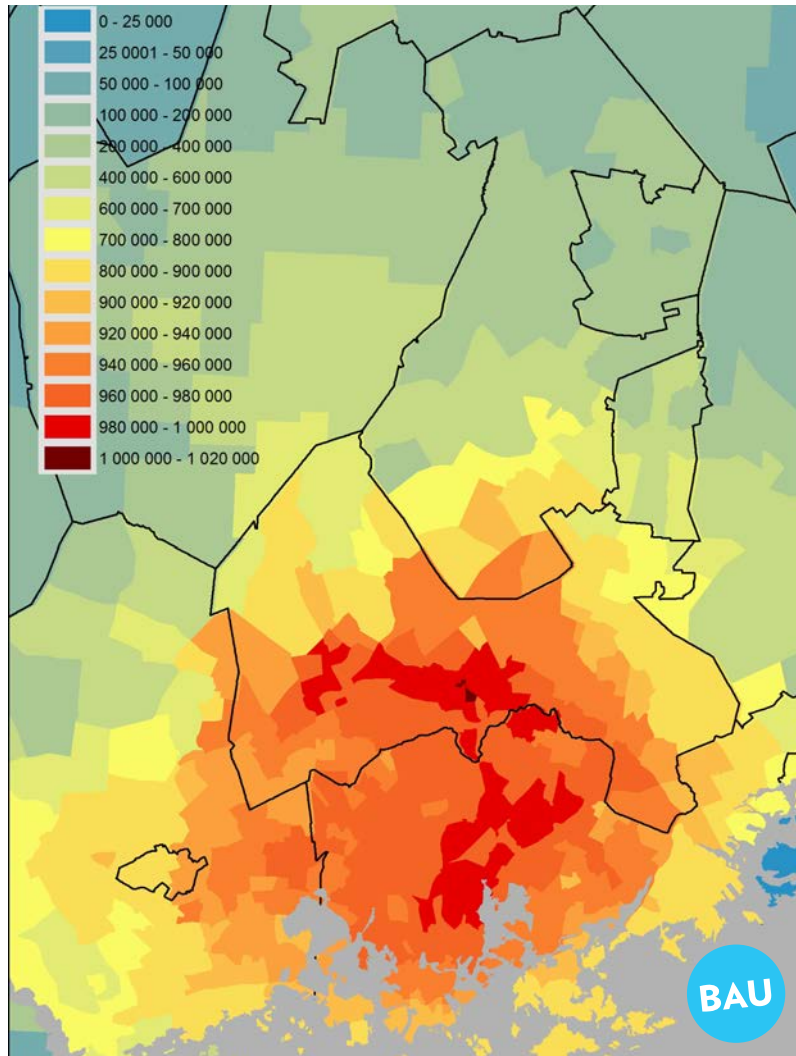 0 - 25 000
25 0001 - 50 000
50 000 - 100 000
100 000 - 200 000
200 000 - 400 000
400 000 - 600 000
600 000 - 700 000
700 000 - 800 000
800 000 - 900 000
900 000 - 920 000
920 000 - 940 000
940 000 - 960 000
960 000 - 980 000
980 000 - 1 000 000
1 000 000 - 1 020 000
BAU